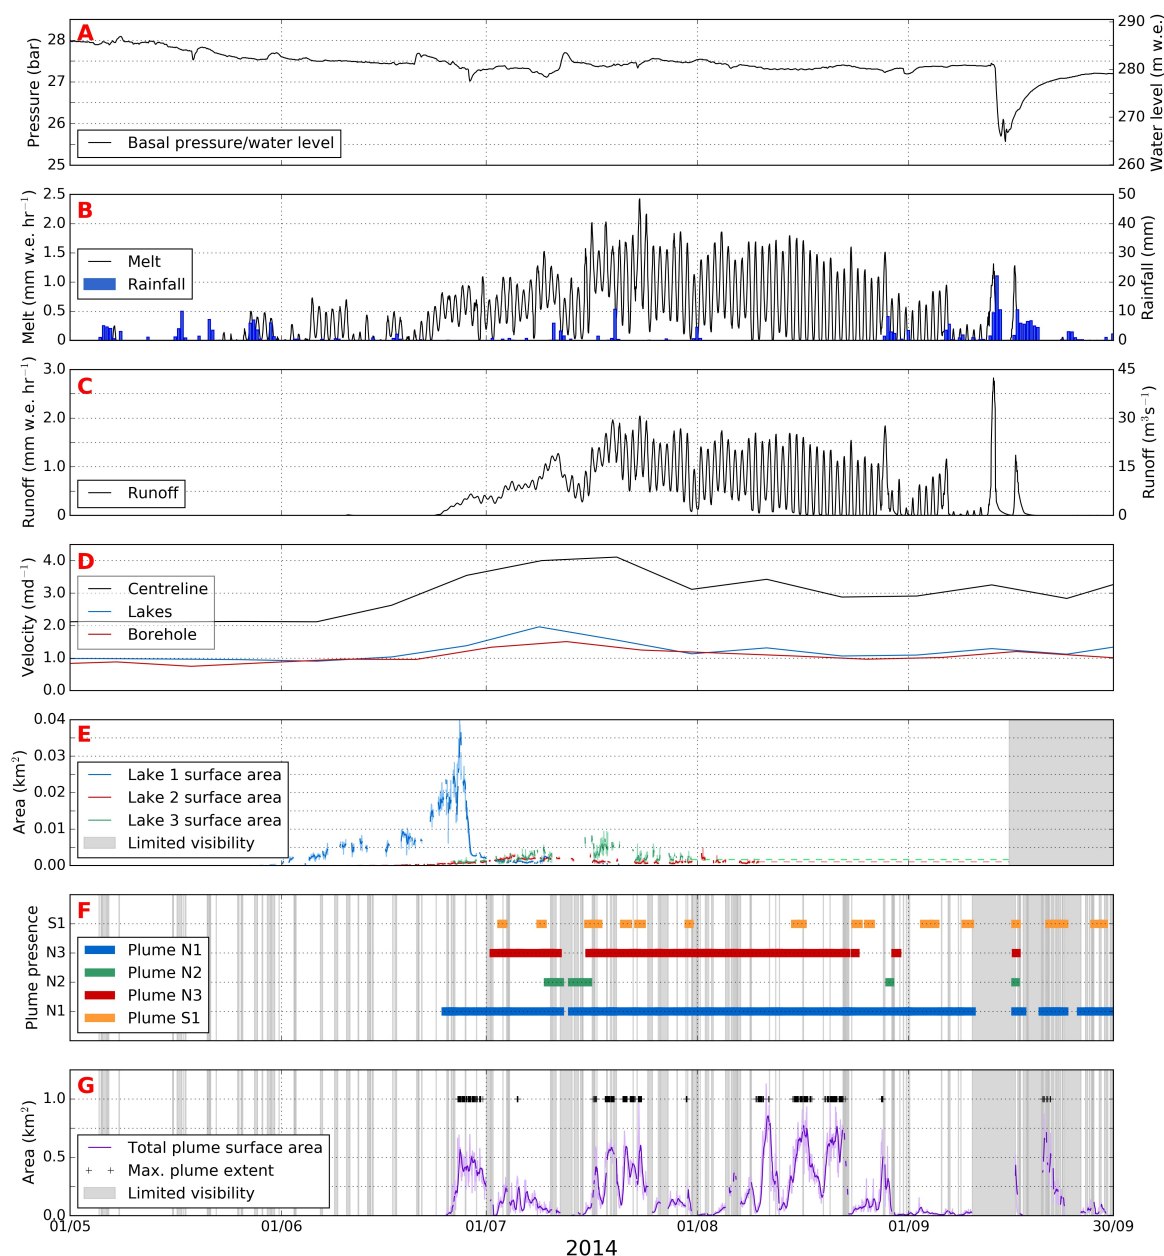 A
Pressure (bar)
28
27
26
25
290
280
270
260
Water level (m w.e.)
Basal pressure/water level
B
Melt (mm w.e. hr⁻¹)
2.5
2.0
1.5
1.0
0.5
0
50
40
30
20
10
0
Rainfall (mm)
Melt
Rainfall
C
Runoff (mm w.e. hr⁻¹)
3.0
2.0
1.0
0
45
30
15
0
Runoff (m³s⁻¹)
Runoff
D
Velocity (md⁻¹)
4.0
3.0
2.0
1.0
0.0
Centreline
Lakes
Borehole
E
Area (km²)
0.04
0.03
0.02
0.01
0.00
Lake 1 surface area
Lake 2 surface area
Lake 3 surface area
Limited visibility
F
Plume presence
S1
N3
N2
N1
Plume N1
Plume N2
Plume N3
Plume S1
G
Area (km²)
1.0
0.5
0.0
Total plume surface area
Max. plume extent
Limited visibility
01/05 01/06 01/07 01/08 01/09 30/09
2014